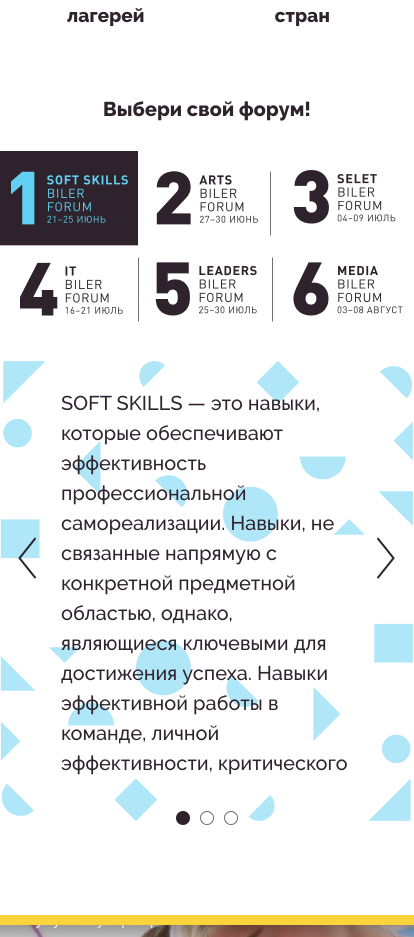 лагерей
стран
Выбери свой форум!
1 SOFT SKILLS
BILER
FORUM
21–25 ИЮНЬ
2 ARTS
BILER
FORUM
27–30 ИЮНЬ
3 SELET
BILER
FORUM
04–09 ИЮЛЬ
4 IT
BILER
FORUM
16–21 ИЮЛЬ
5 LEADERS
BILER
FORUM
25–30 ИЮЛЬ
6 MEDIA
BILER
FORUM
03–08 АВГУСТ
SOFT SKILLS — это навыки,
которые обеспечивают
эффективность
профессиональной
самореализации. Навыки, не
связанные напрямую с
конкретной предметной
областью, однако,
являющиеся ключевыми для
достижения успеха. Навыки
эффективной работы в
команде, личной
эффективности, критического